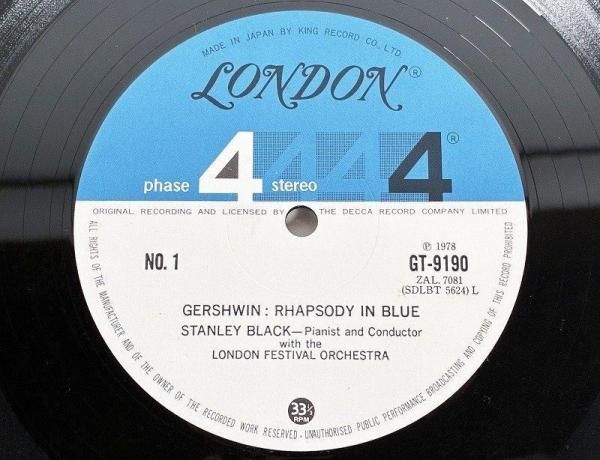 MADE IN JAPAN BY KING RECORD CO., LTD.
LONDON®
phase 4 stereo 4 4 4®
ORIGINAL RECORDING AND LICENSED BY THE DECCA RECORD COMPANY LIMITED
℗ 1978
NO. 1
GT-9190
ZAL. 7081
(SDLBT 5624) L
GERSHWIN : RHAPSODY IN BLUE
STANLEY BLACK—Pianist and Conductor
with the
LONDON FESTIVAL ORCHESTRA
33⅓
RPM
ALL RIGHTS OF THE MANUFACTURER AND OF THE OWNER OF THE RECORDED WORK RESERVED · UNAUTHORISED PUBLIC PERFORMANCE BROADCASTING AND COPYING OF THIS RECORD PROHIBITED